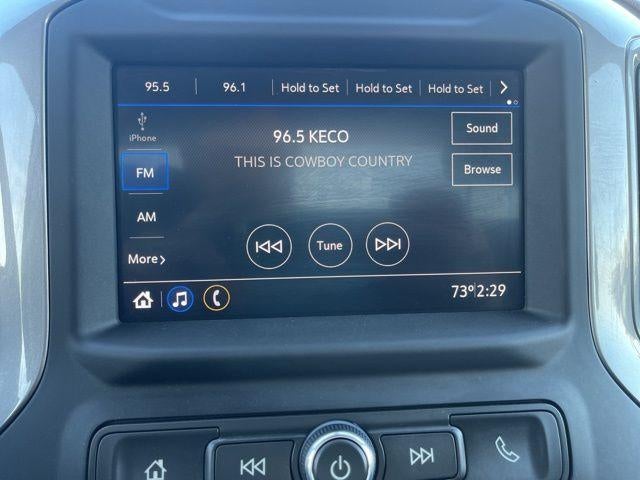 95.5 96.1 Hold to Set Hold to Set Hold to Set
iPhone
96.5 KECO
Sound
THIS IS COWBOY COUNTRY
FM
Browse
AM
Tune
More
73° 2:29